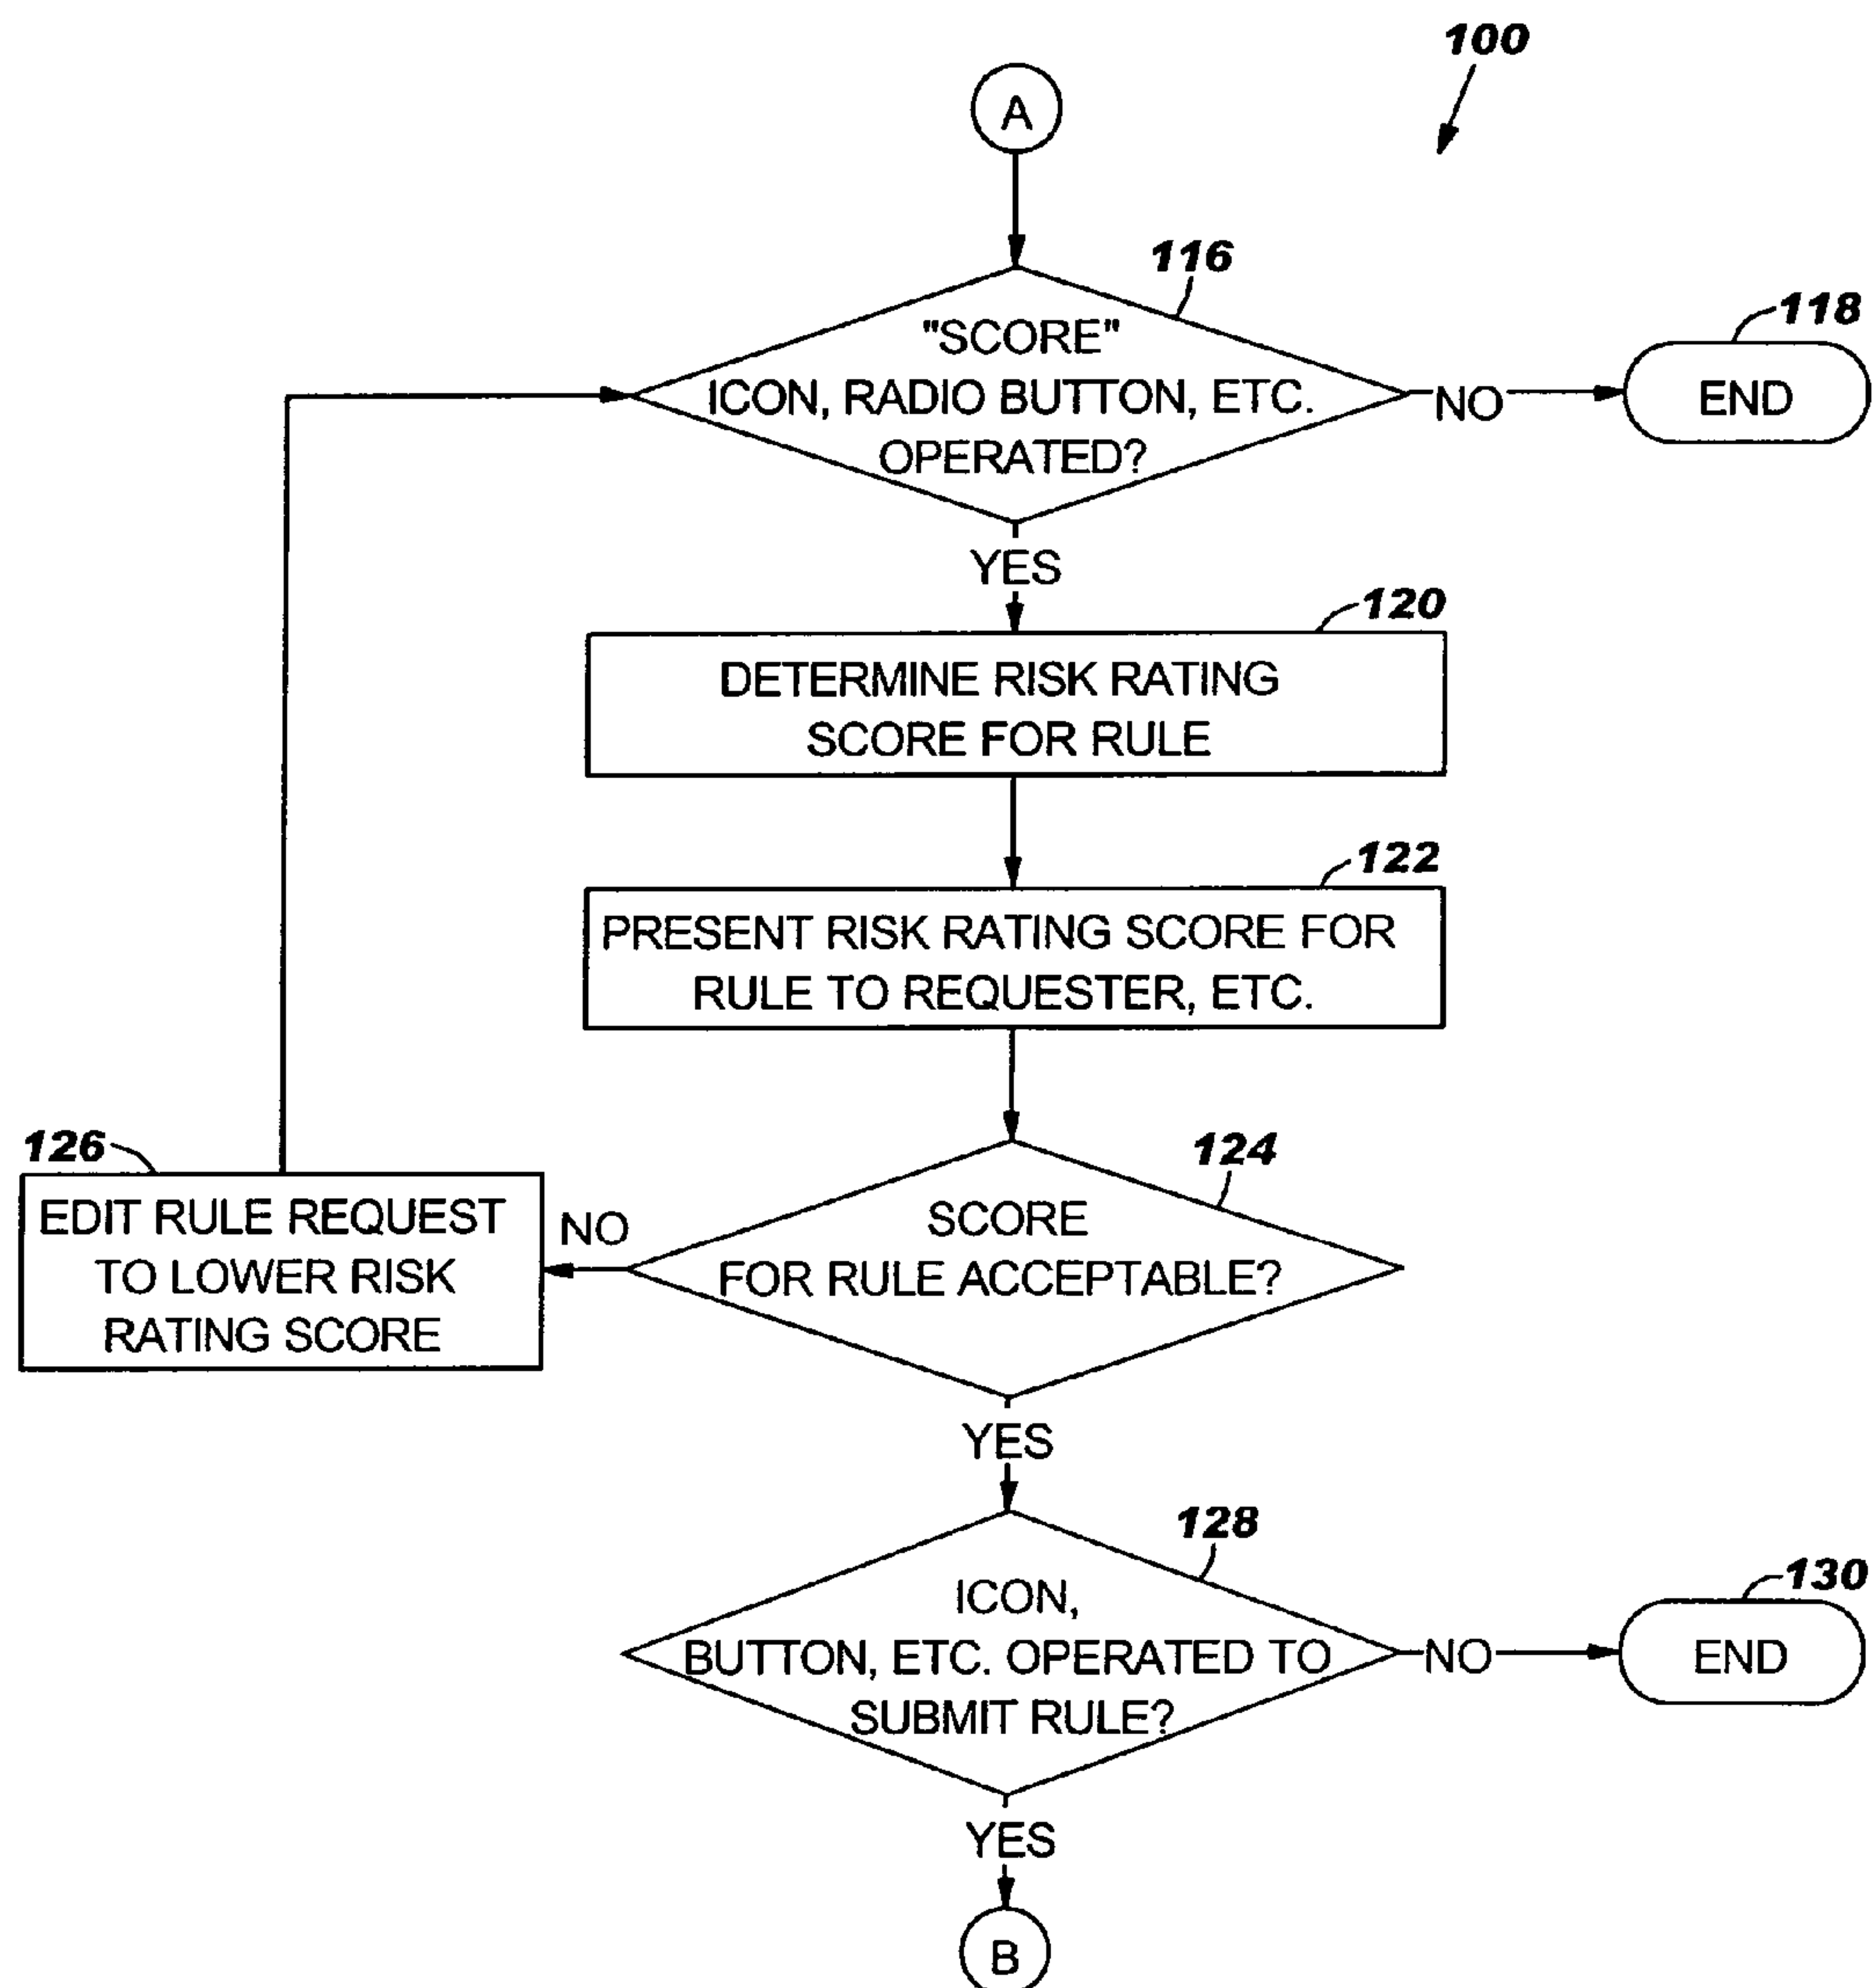 100
A
116
"SCORE"
ICON, RADIO BUTTON, ETC.
OPERATED?
NO
118
END
YES
120
DETERMINE RISK RATING
SCORE FOR RULE
122
PRESENT RISK RATING SCORE FOR
RULE TO REQUESTER, ETC.
124
SCORE
FOR RULE ACCEPTABLE?
NO
126
EDIT RULE REQUEST
TO LOWER RISK
RATING SCORE
YES
128
ICON,
BUTTON, ETC. OPERATED TO
SUBMIT RULE?
NO
130
END
YES
B